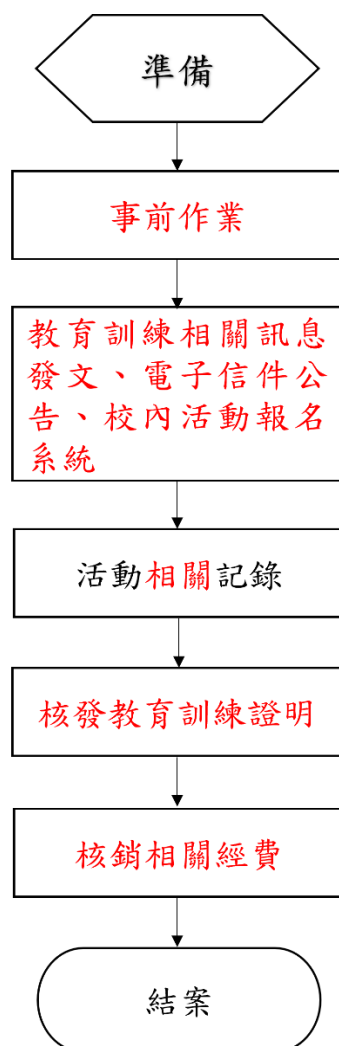 準備
事前作業
教育訓練相關訊息
發文、電子信件公
告、校內活動報名
系統
活動相關記錄
核發教育訓練證明
核銷相關經費
結案